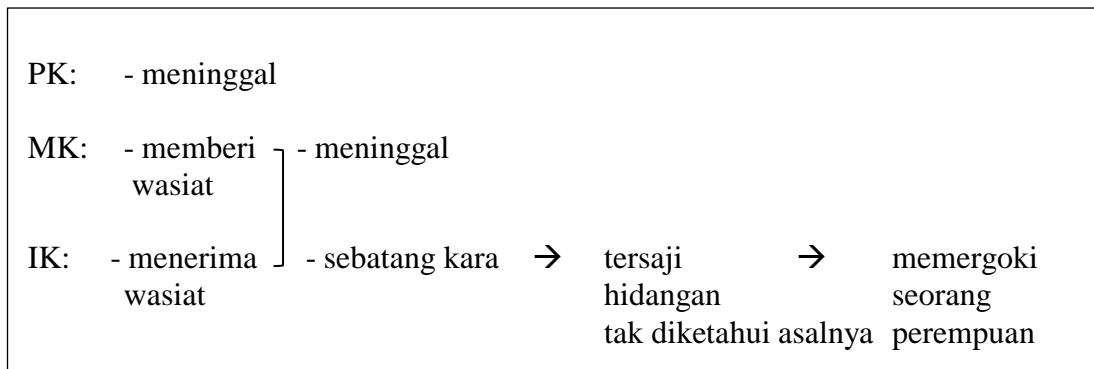 PK: - meninggal
MK: - memberi - meninggal
wasiat
IK: - menerima - sebatang kara → tersaji → memergoki
wasiat hidangan seorang
tak diketahui asalnya perempuan